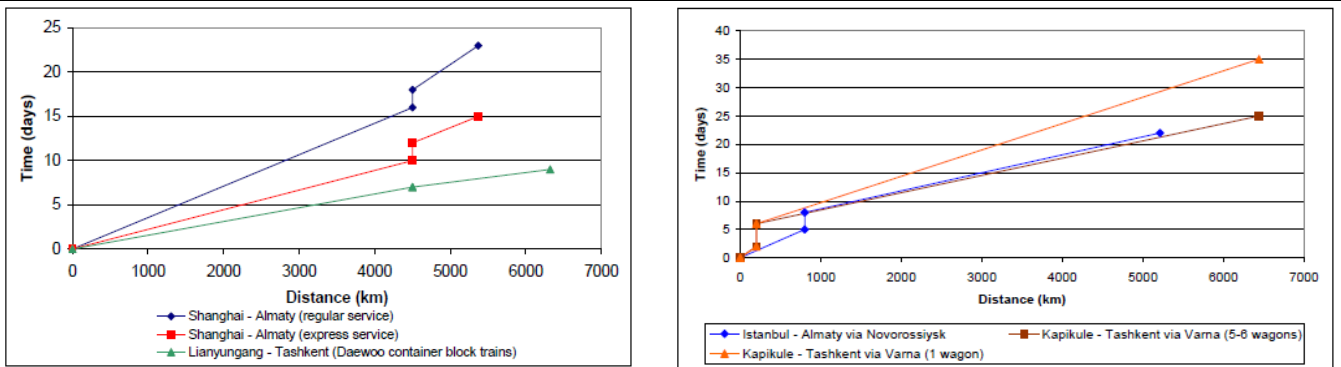 25
20
15
10
5
0
Time (days)
0 1000 2000 3000 4000 5000 6000 7000
Distance (km)
Shanghai - Almaty (regular service)
Shanghai - Almaty (express service)
Lianyungang - Tashkent (Daewoo container block trains)
40
35
30
25
20
15
10
5
0
Time (days)
0 1000 2000 3000 4000 5000 6000 7000
Distance (km)
Istanbul - Almaty via Novorossiysk
Kapikule - Tashkent via Varna (5-6 wagons)
Kapikule - Tashkent via Varna (1 wagon)